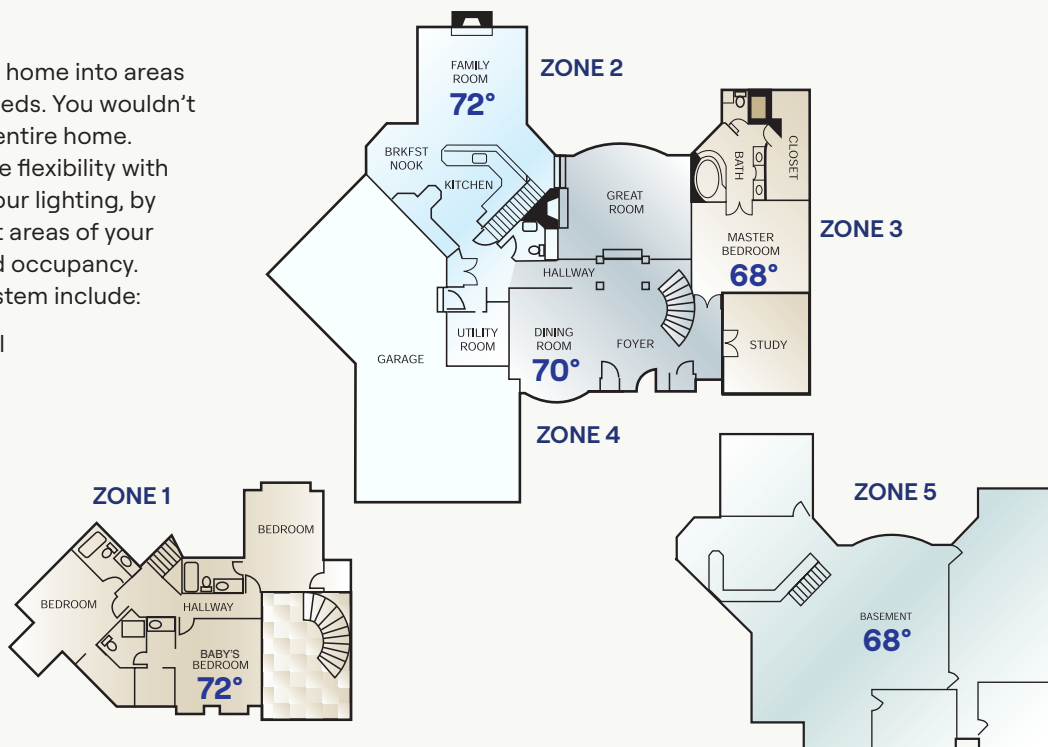 home into areas
eds. You wouldn't
entire home.
e flexibility with
our lighting, by
t areas of your
d occupancy.
stem include:
l
ZONE 2
FAMILY
ROOM
72°
BRKFST
NOOK
KITCHEN
GREAT
ROOM
BATH
CLOSET
ZONE 3
MASTER
BEDROOM
68°
HALLWAY
UTILITY
ROOM
DINING
ROOM
70°
FOYER
STUDY
GARAGE
ZONE 4
ZONE 1
BEDROOM
BEDROOM
HALLWAY
BABY'S
BEDROOM
72°
ZONE 5
BASEMENT
68°